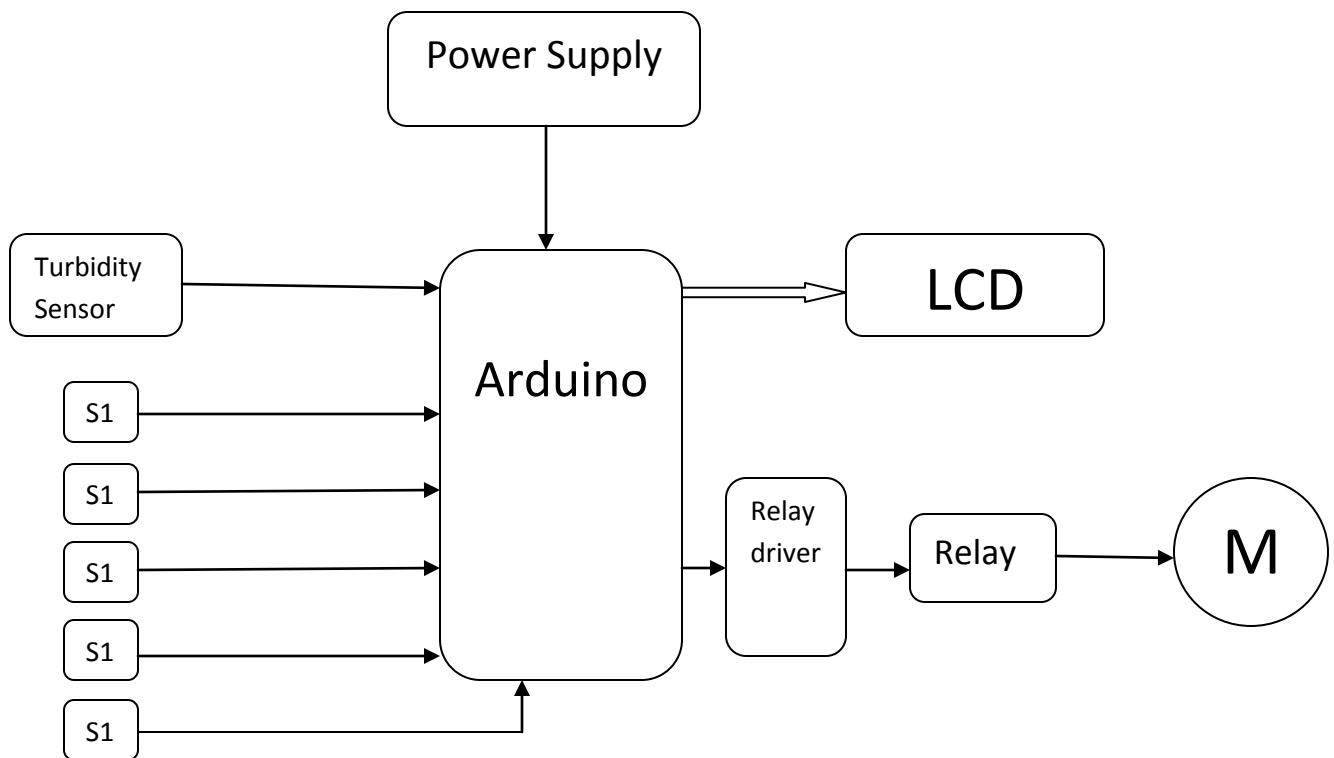 Power Supply
Turbidity
Sensor
LCD
Arduino
S1
S1
Relay
driver
Relay
M
S1
S1
S1